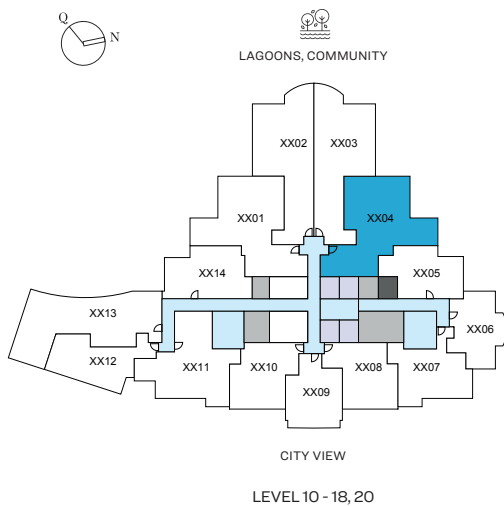 Q
N
LAGOONS, COMMUNITY
XX02
XX03
XX01
XX04
XX14
XX05
XX13
XX06
XX12
XX11
XX10
XX09
XX08
XX07
CITY VIEW
LEVEL 10 - 18, 20